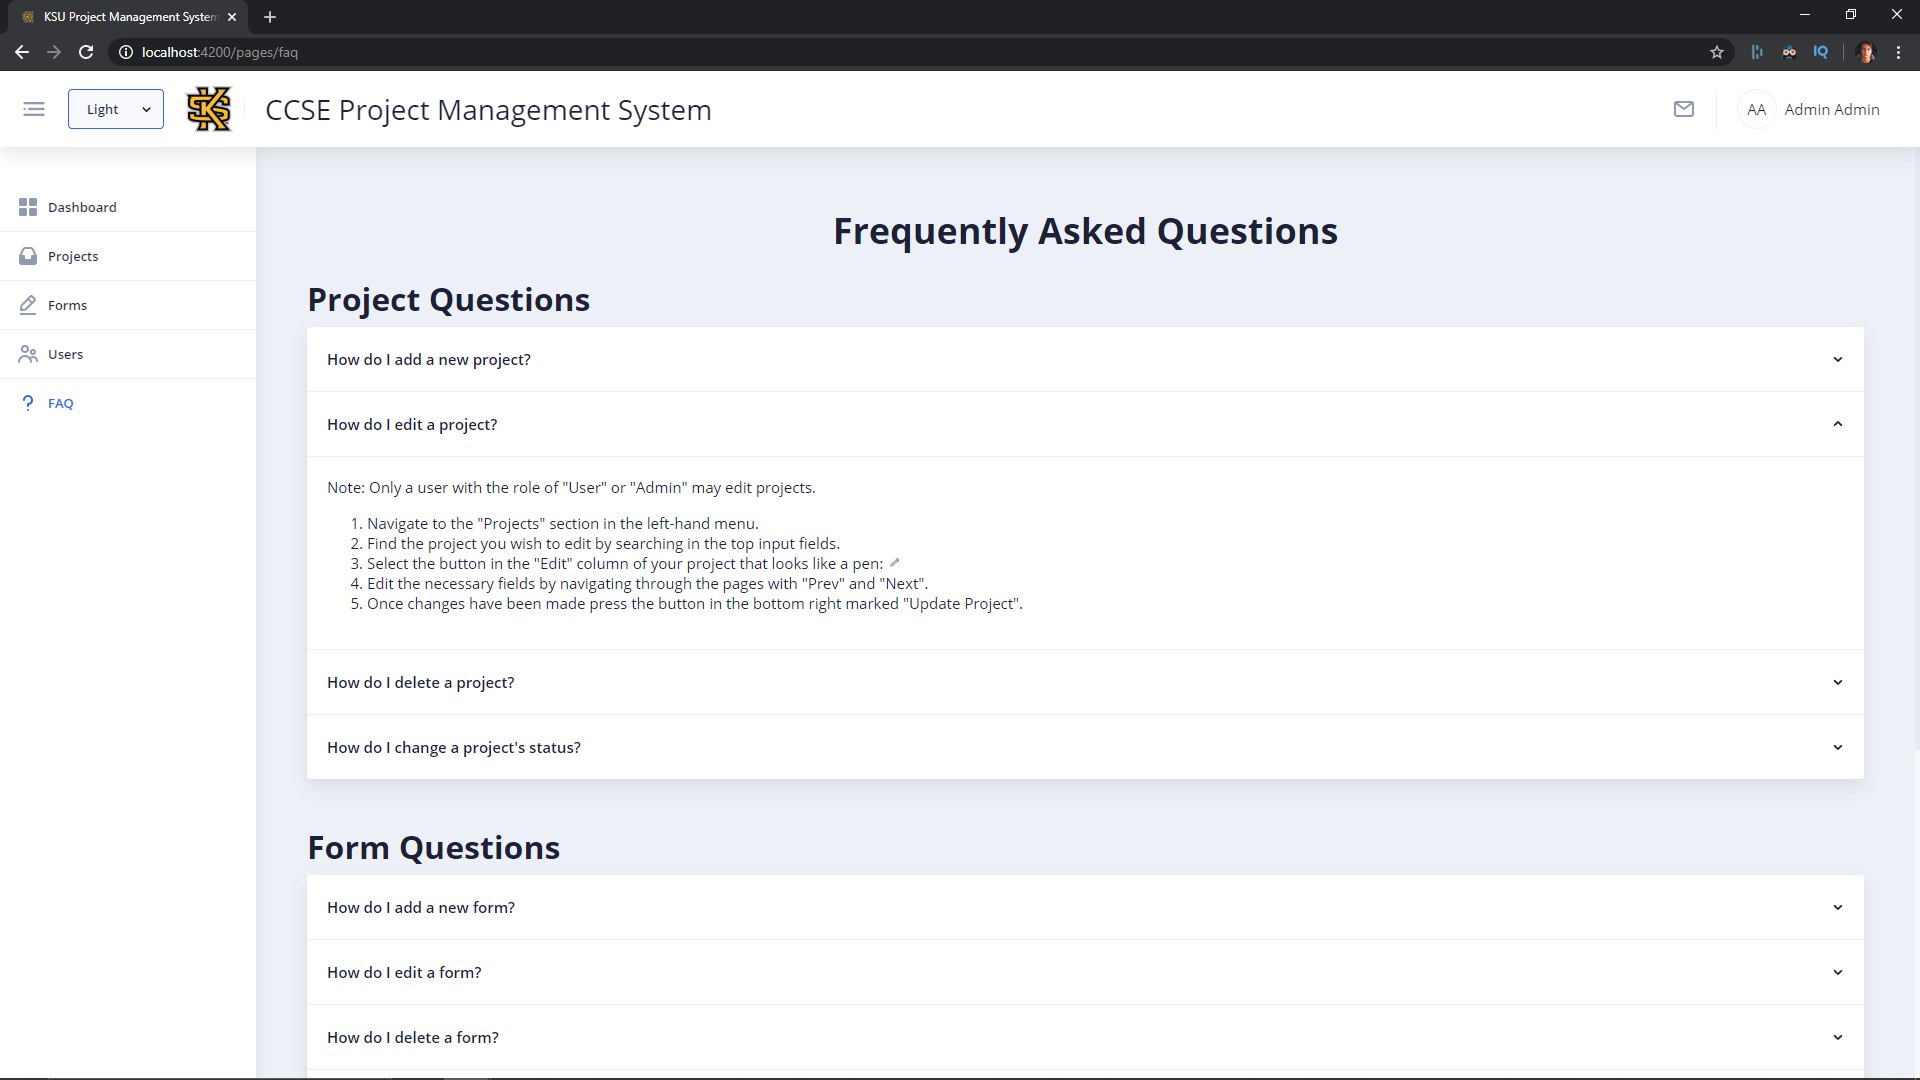 KSU Project Management System
localhost:4200/pages/faq
IQ
Light
KS
CCSE Project Management System
AA
Admin Admin
Dashboard
Projects
Forms
Users
? FAQ
Frequently Asked Questions
Project Questions
How do I add a new project?
How do I edit a project?
Note: Only a user with the role of "User" or "Admin" may edit projects.
1. Navigate to the "Projects" section in the left-hand menu.
2. Find the project you wish to edit by searching in the top input fields.
3. Select the button in the "Edit" column of your project that looks like a pen:
4. Edit the necessary fields by navigating through the pages with "Prev" and "Next".
5. Once changes have been made press the button in the bottom right marked "Update Project".
How do I delete a project?
How do I change a project's status?
Form Questions
How do I add a new form?
How do I edit a form?
How do I delete a form?